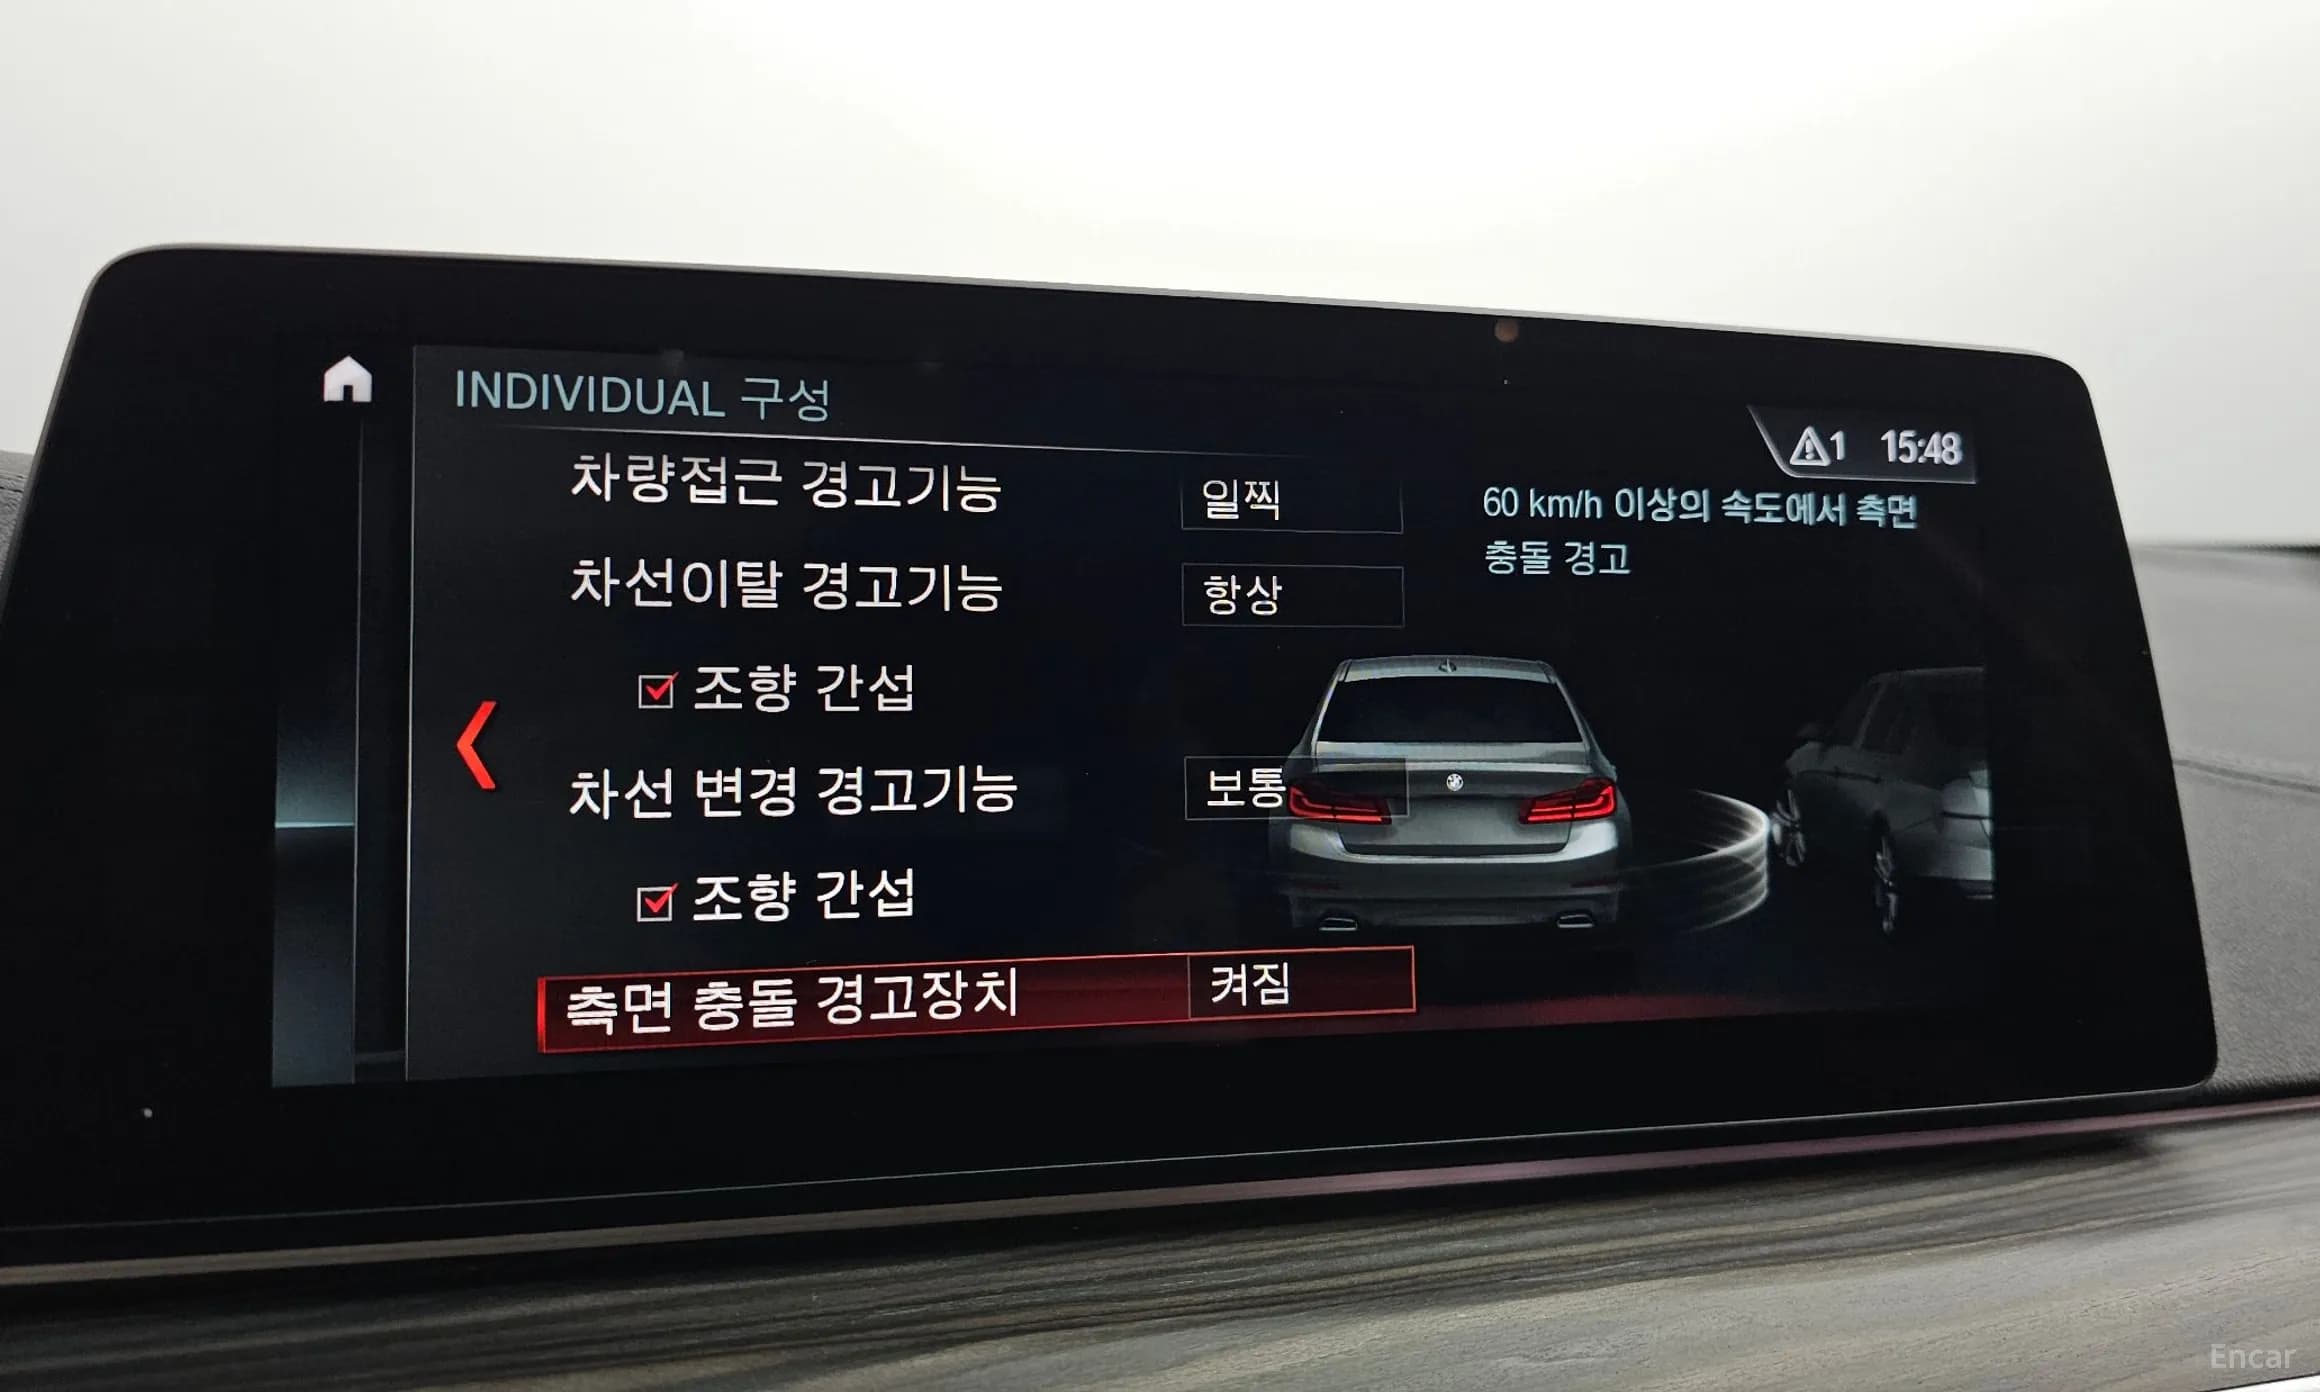 INDIVIDUAL 구성
1 15:48
차량접근 경고기능 일찍
차선이탈 경고기능 항상
조향 간섭
차선 변경 경고기능 보통
조향 간섭
측면 충돌 경고장치 켜짐
60 km/h 이상의 속도에서 측면
충돌 경고
Encar